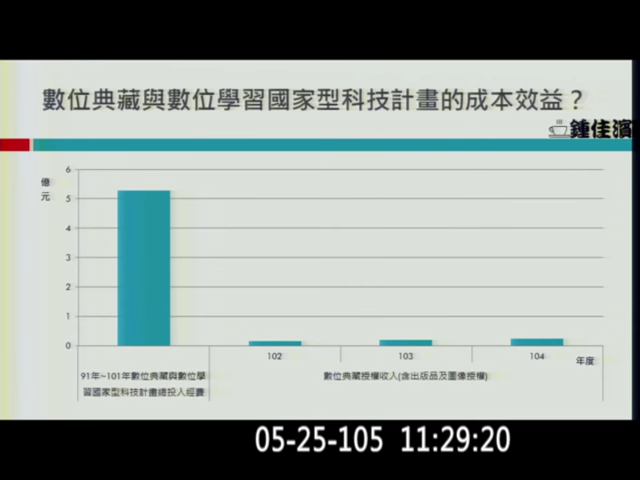 數位典藏與數位學習國家型科技計畫的成本效益？
鍾佳濱
億元
6
5
4
3
2
1
0
102
103
104
年度
91年~101年數位典藏與數位學習國家型科技計畫總投入經費
數位典藏授權收入(含出版品及圖像授權)
05-25-105 11:29:20